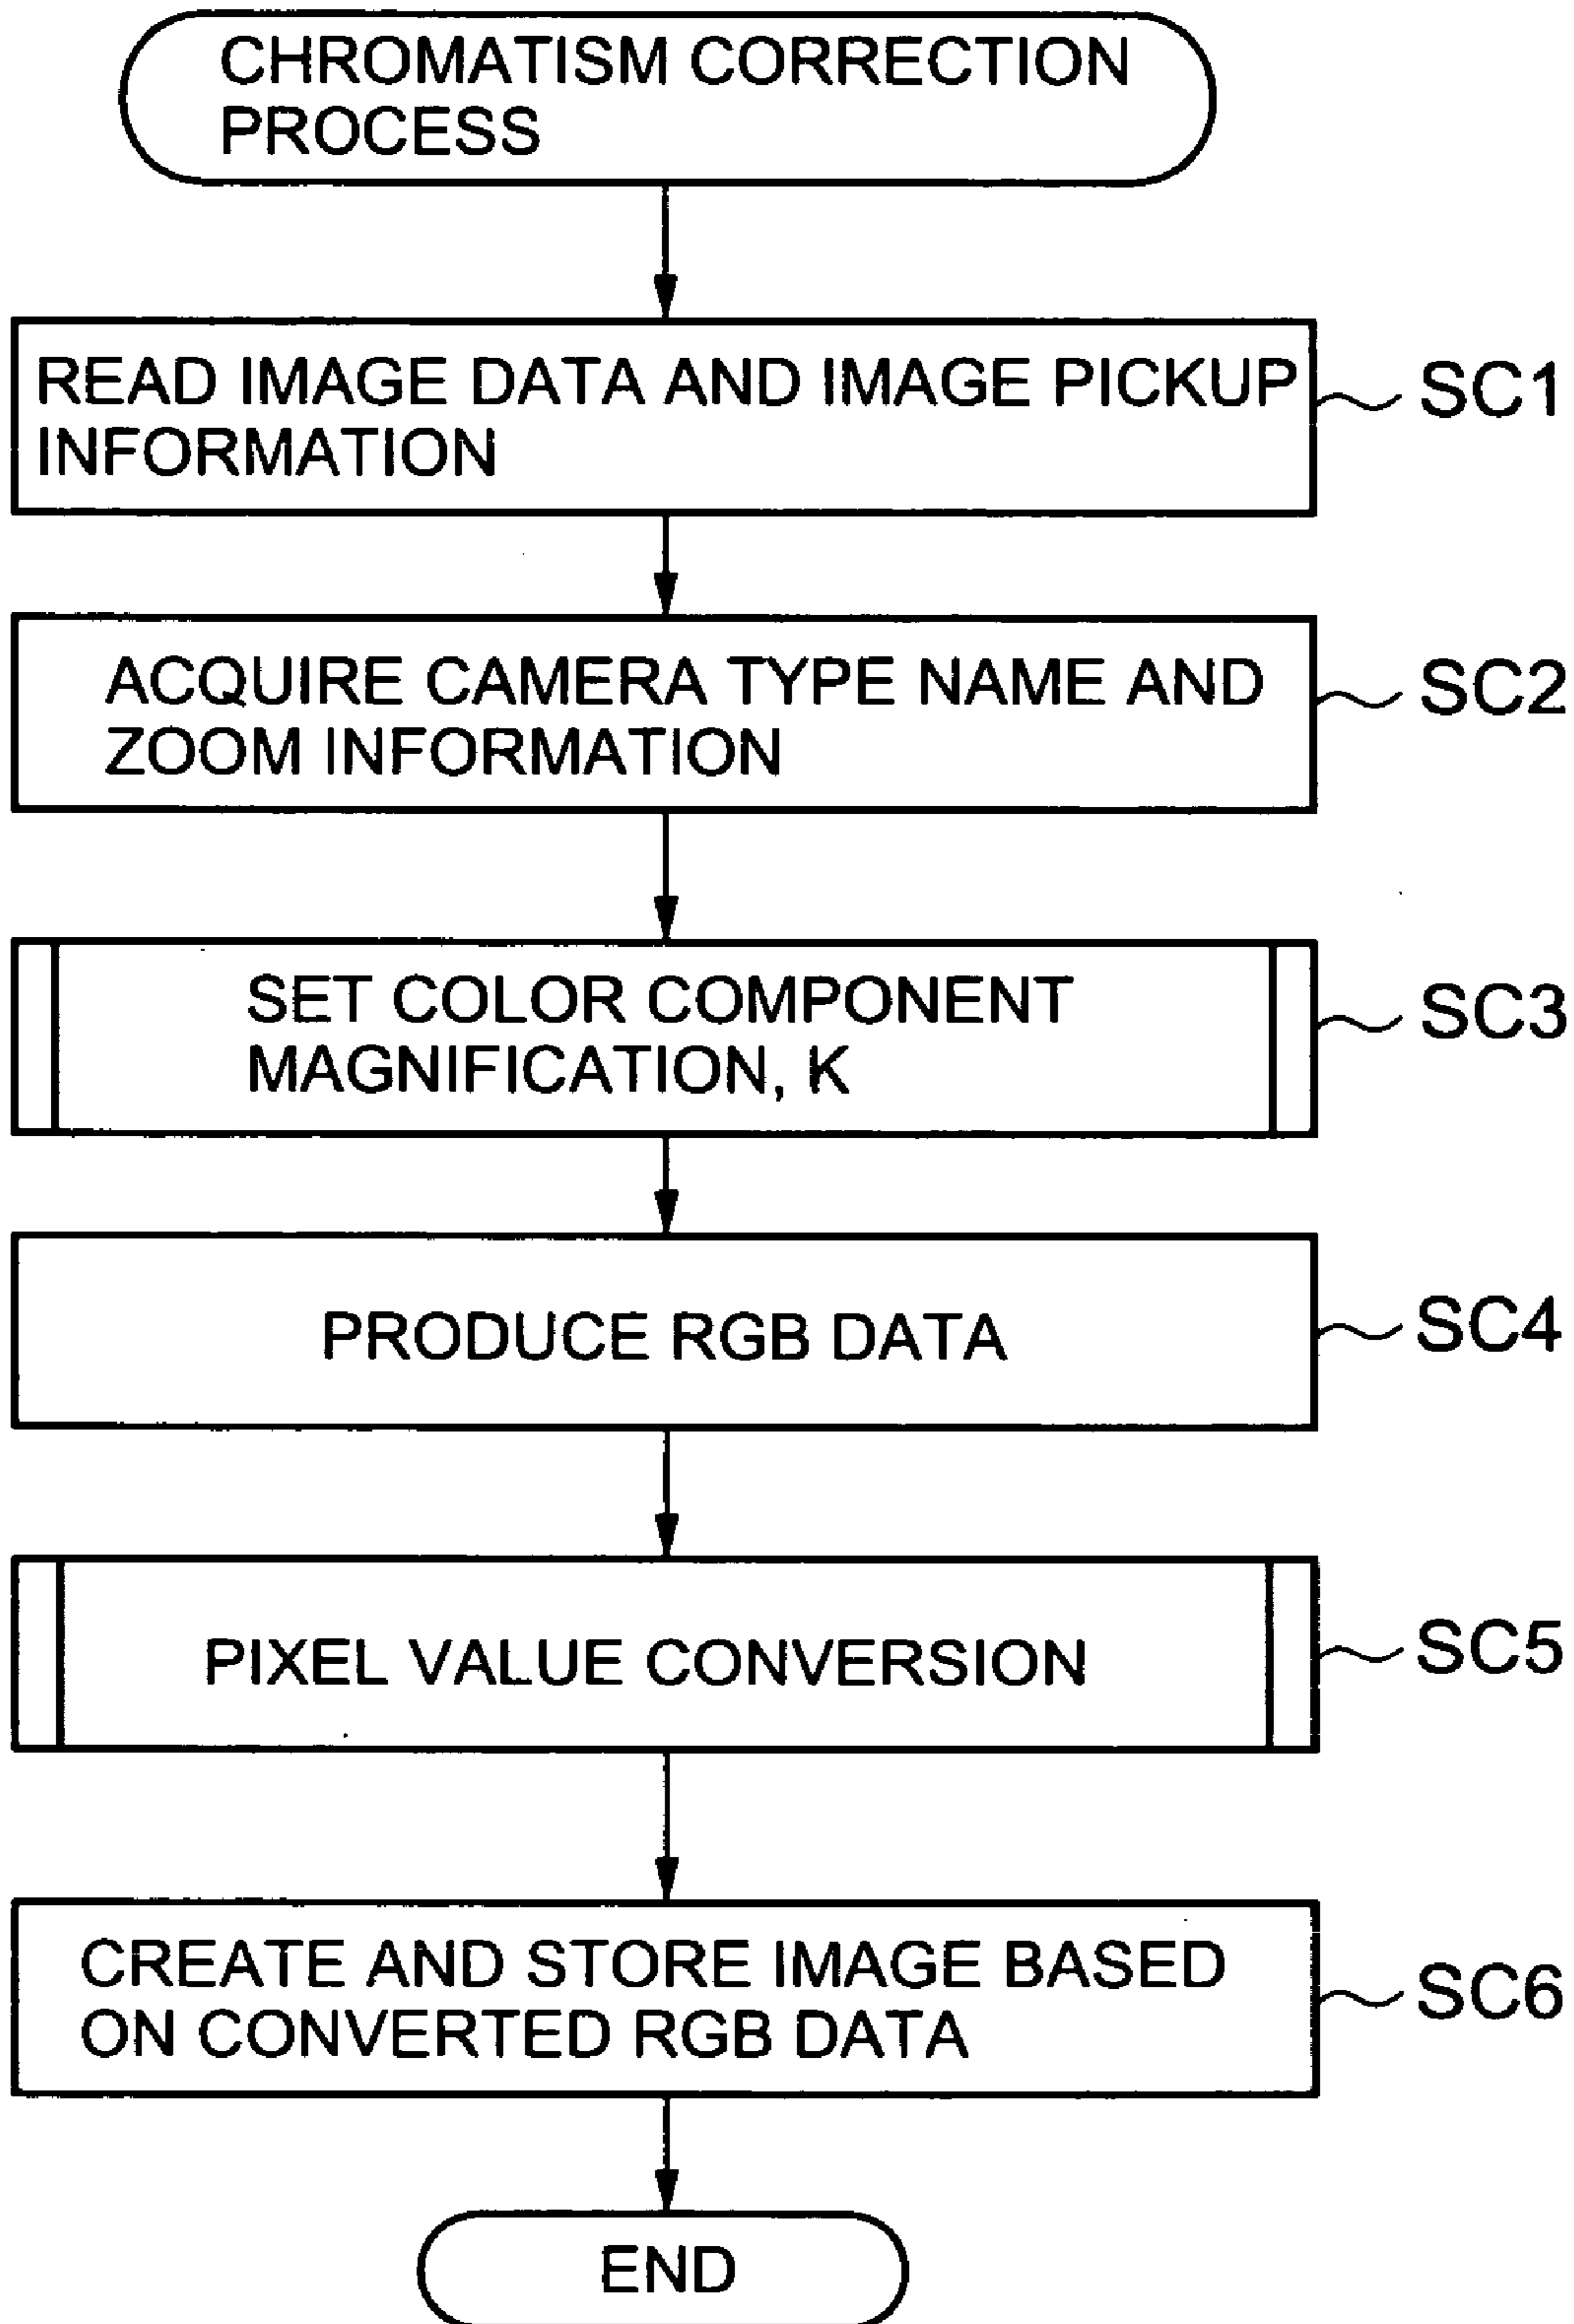 CHROMATISM CORRECTION
PROCESS
READ IMAGE DATA AND IMAGE PICKUP
INFORMATION
SC1
ACQUIRE CAMERA TYPE NAME AND
ZOOM INFORMATION
SC2
SET COLOR COMPONENT
MAGNIFICATION, K
SC3
PRODUCE RGB DATA
SC4
PIXEL VALUE CONVERSION
SC5
CREATE AND STORE IMAGE BASED
ON CONVERTED RGB DATA
SC6
END